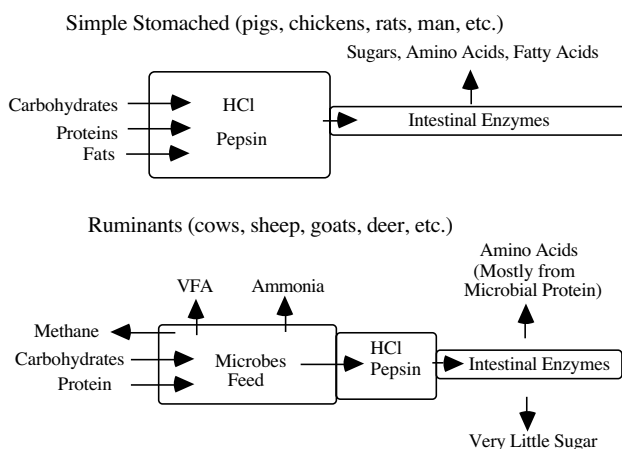 Simple Stomached (pigs, chickens, rats, man, etc.)
Sugars, Amino Acids, Fatty Acids
Carbohydrates
Proteins
Fats
HCl
Pepsin
Intestinal Enzymes
Ruminants (cows, sheep, goats, deer, etc.)
Amino Acids
(Mostly from
Microbial Protein)
VFA
Ammonia
Methane
Carbohydrates
Protein
Microbes
Feed
HCl
Pepsin
Intestinal Enzymes
Very Little Sugar